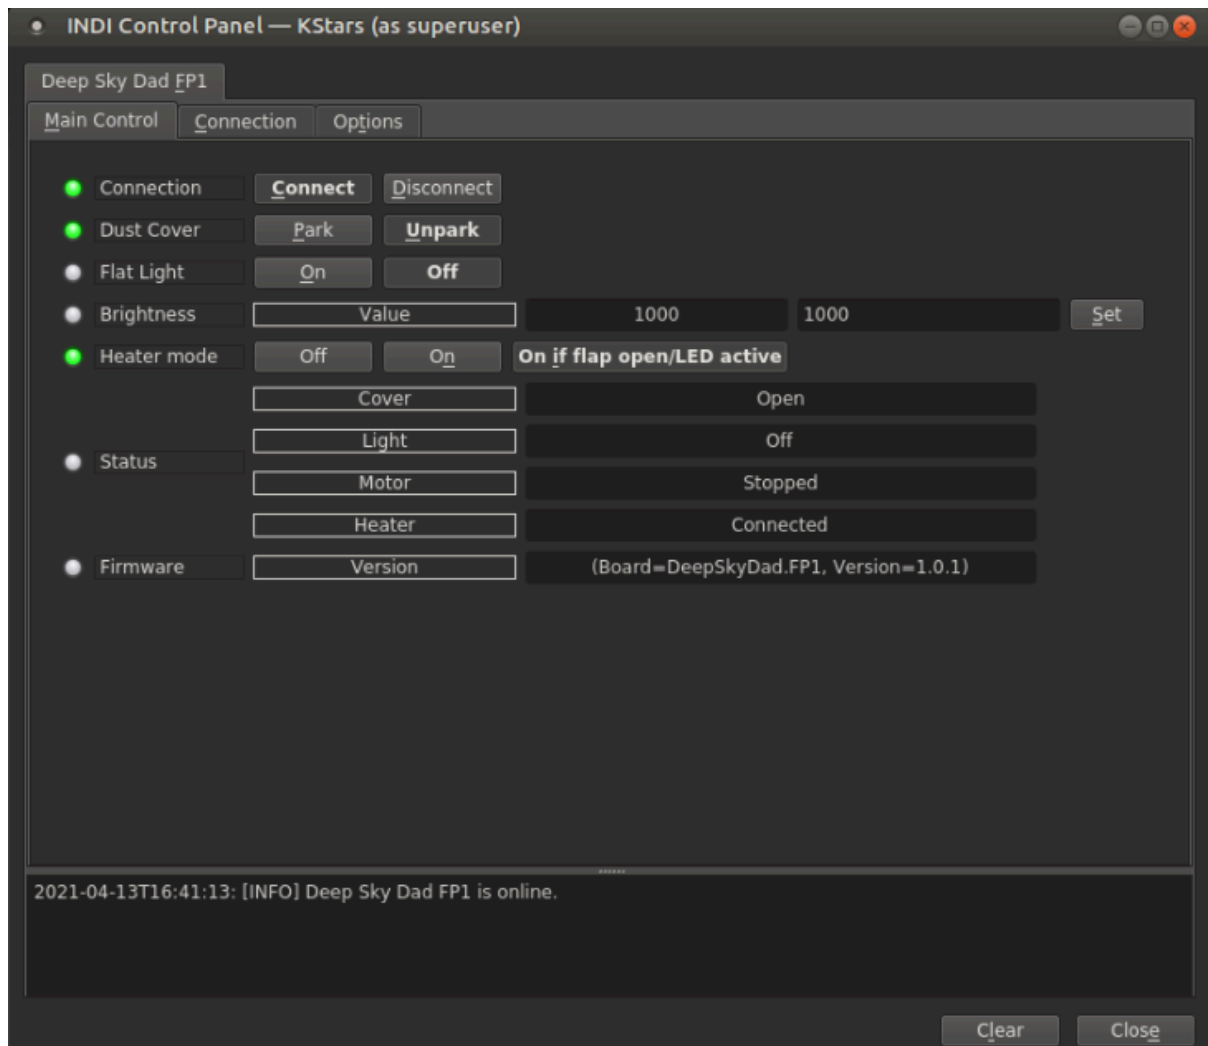 INDI Control Panel — KStars (as superuser)
Deep Sky Dad FP1
Main Control Connection Options
Connection Connect Disconnect
Dust Cover Park Unpark
Flat Light On Off
Brightness Value 1000 1000 Set
Heater mode Off On On if flap open/LED active
Cover Open
Light Off
Status
Motor Stopped
Heater Connected
Firmware Version (Board=DeepSkyDad.FP1, Version=1.0.1)
2021-04-13T16:41:13: [INFO] Deep Sky Dad FP1 is online.
Clear Close